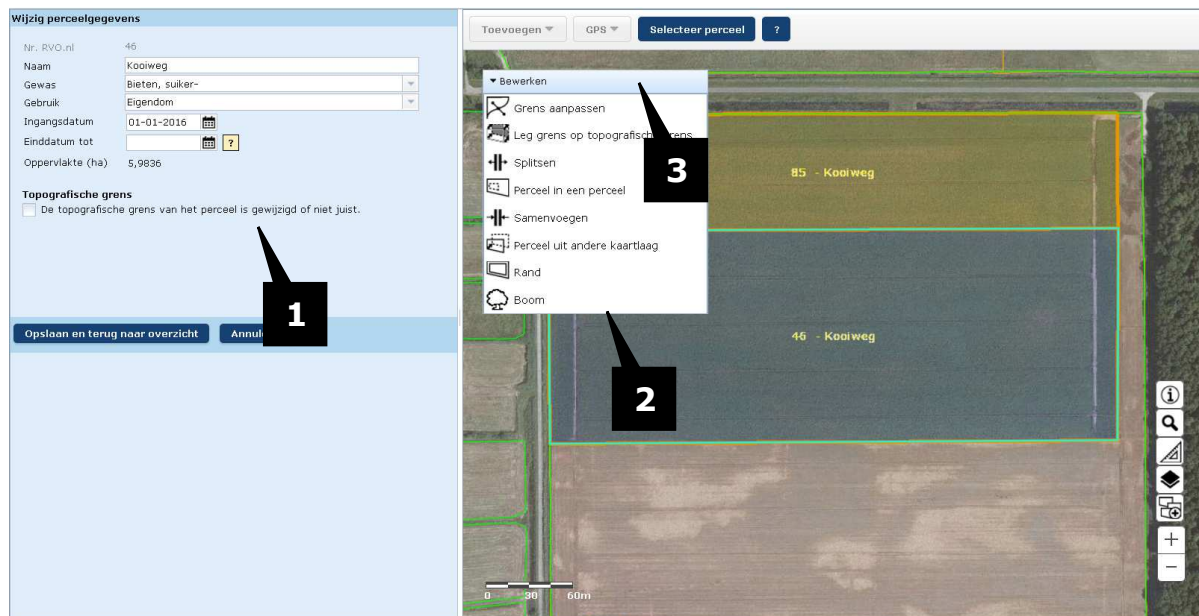 Wijzig perceelgegevens
Nr. RVO.nl 46
Naam Kooiweg
Gewas Bieten, suiker-
Gebruik Eigendom
Ingangsdatum 01-01-2016
Einddatum tot ?
Oppervlakte (ha) 5,9836
Topografische grens
De topografische grens van het perceel is gewijzigd of niet juist.
1
Opslaan en terug naar overzicht Annule
Toevoegen GPS Selecteer perceel ?
Bewerken
Grens aanpassen
Leg grens op topografische grens
Splitsen
Perceel in een perceel
Samenvoegen
Perceel uit andere kaartlaag
Rand
Boom
3
2
85 - Kooiweg
46 - Kooiweg
0 30 60m